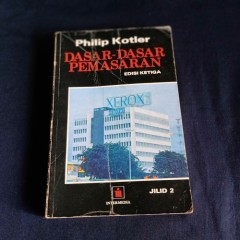 Philip Kotler
DASAR-DASAR
PEMASARAN
EDISI KETIGA
XEROX
JILID 2
INTERMEDIA